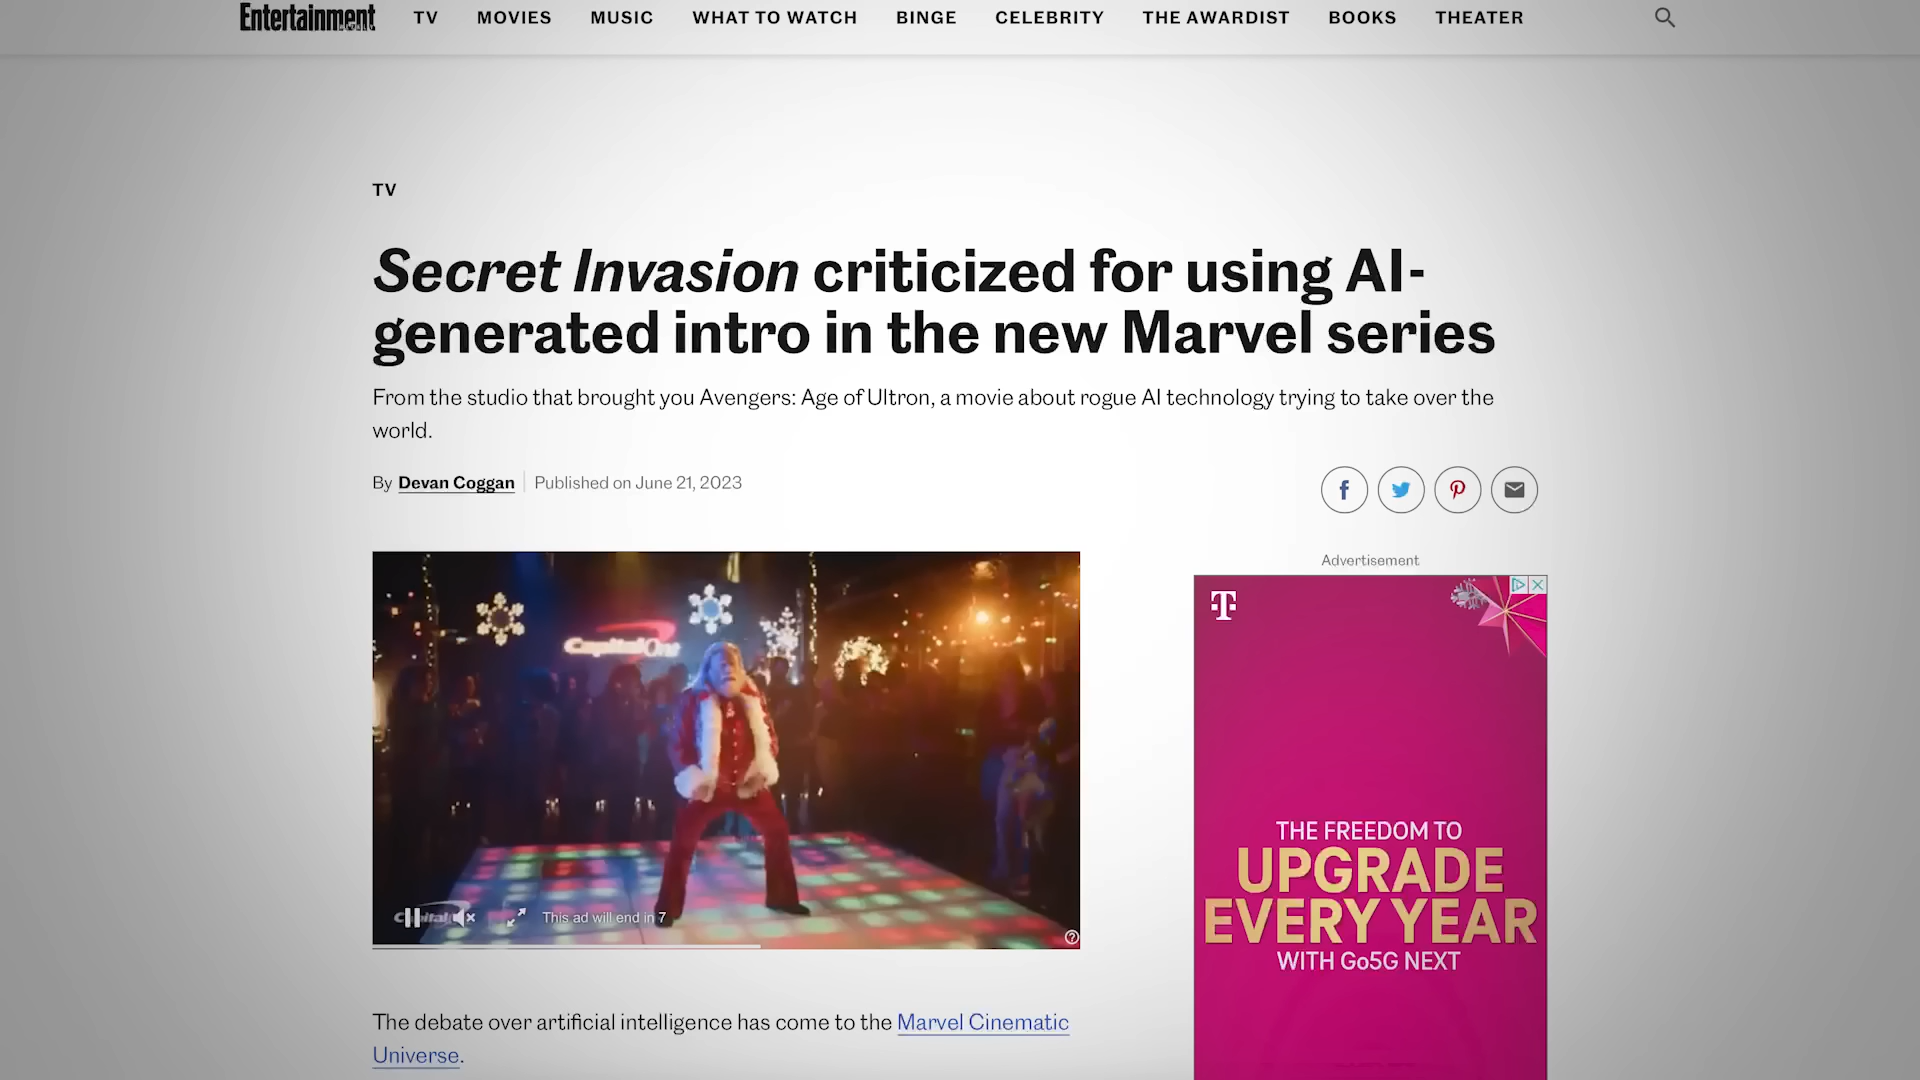 Entertainment
TV MOVIES MUSIC WHAT TO WATCH BINGE CELEBRITY THE AWARDIST BOOKS THEATER
TV
Secret Invasion criticized for using AI-
generated intro in the new Marvel series
From the studio that brought you Avengers: Age of Ultron, a movie about rogue AI technology trying to take over the
world.
By Devan Coggan Published on June 21, 2023
Advertisement
Capital One
This ad will end in 7
T
THE FREEDOM TO
UPGRADE
EVERY YEAR
WITH Go5G NEXT
The debate over artificial intelligence has come to the Marvel Cinematic
Universe.